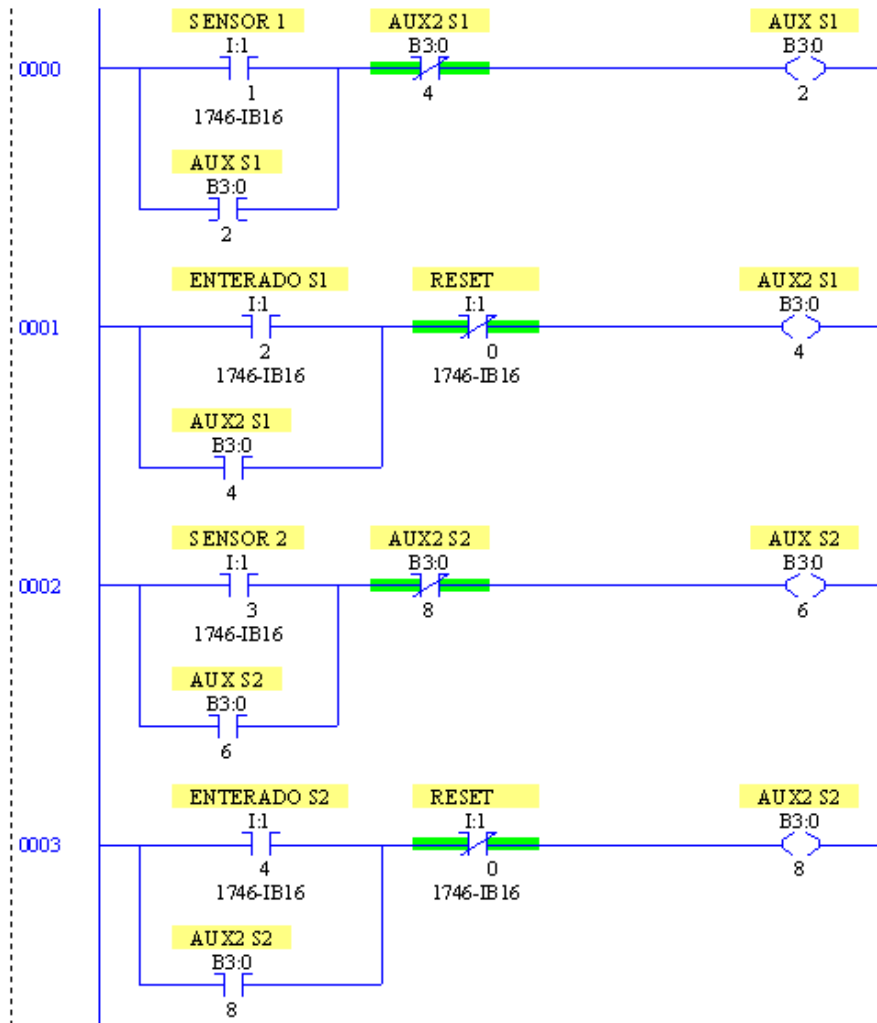 SENSOR 1 AUX2 S1 AUX S1
I:1 B3:0 B3:0
0000
1 4 2
1746-IB16
AUX S1
B3:0
2
ENTERADO S1 RESET AUX2 S1
I:1 I:1 B3:0
0001
2 0 4
1746-IB16 1746-IB16
AUX2 S1
B3:0
4
SENSOR 2 AUX2 S2 AUX S2
I:1 B3:0 B3:0
0002
3 8 6
1746-IB16
AUX S2
B3:0
6
ENTERADO S2 RESET AUX2 S2
I:1 I:1 B3:0
0003
4 0 8
1746-IB16 1746-IB16
AUX2 S2
B3:0
8